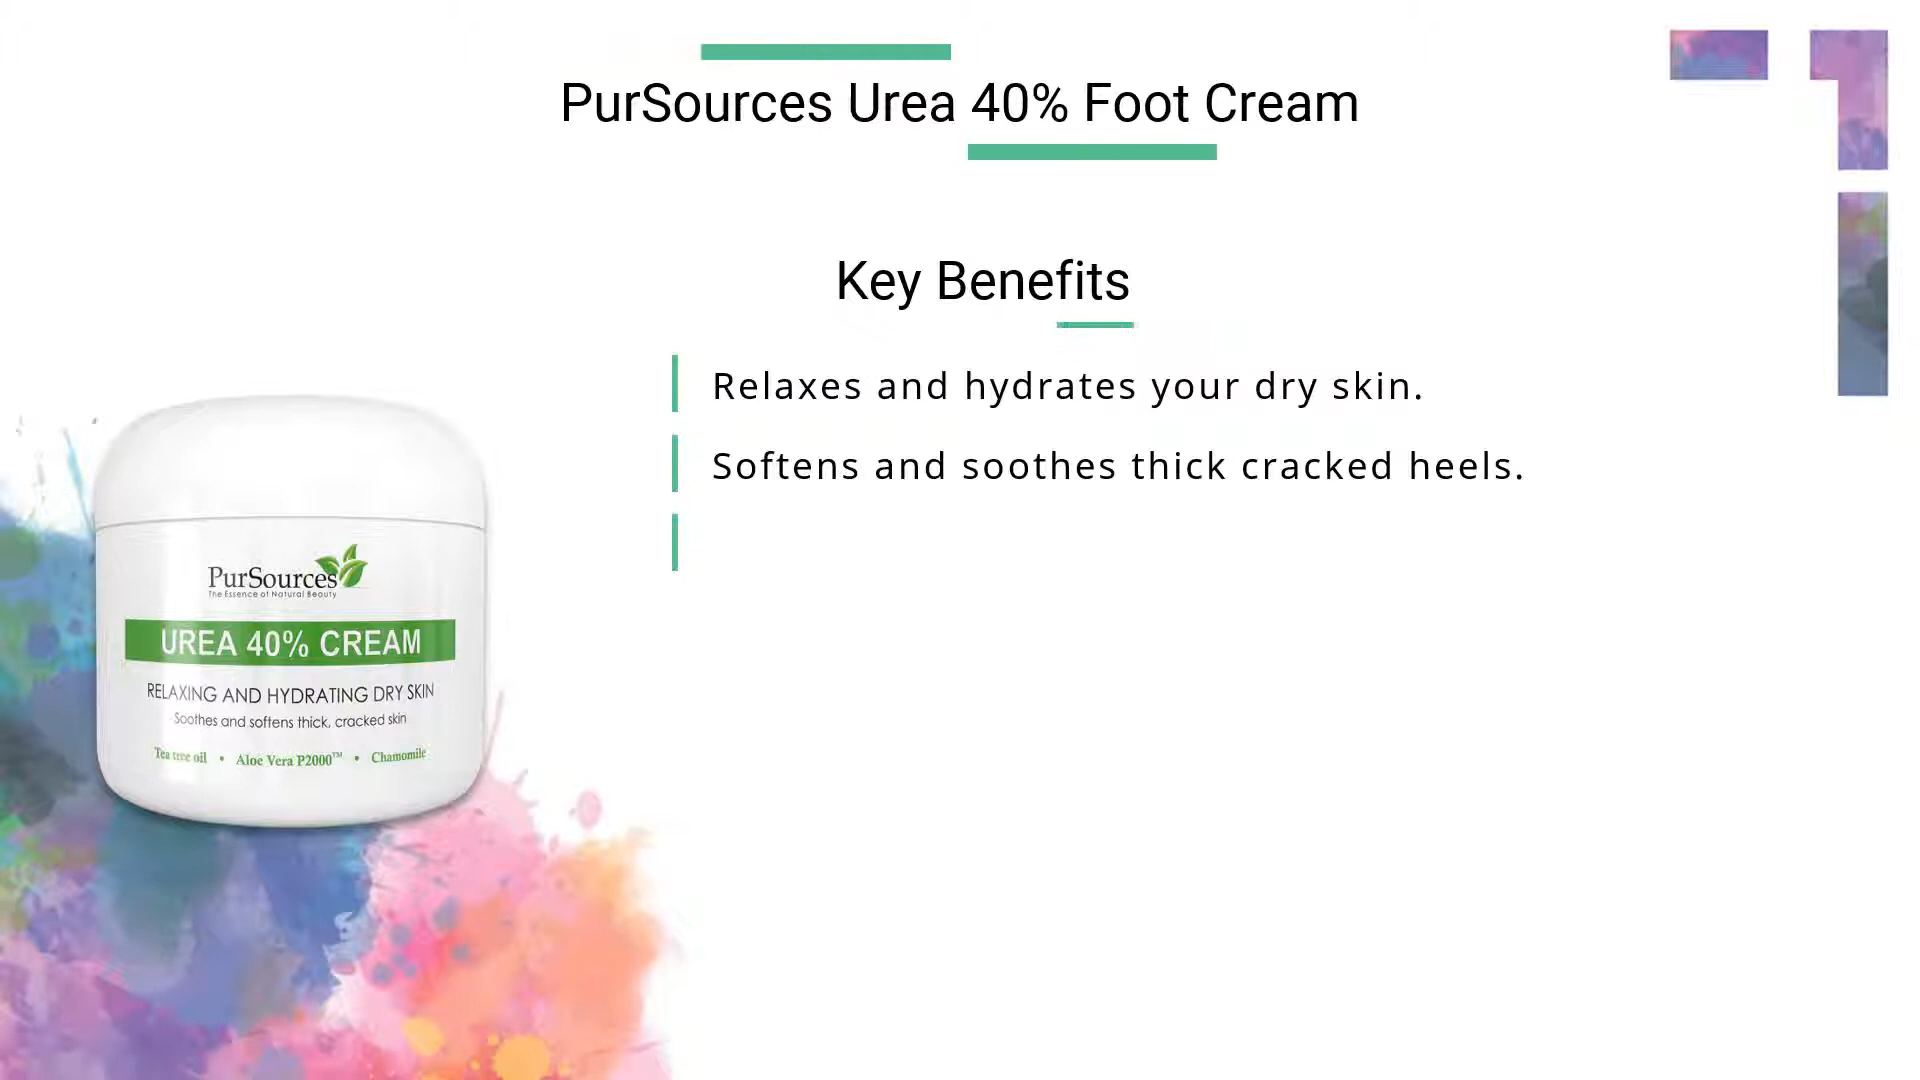 PurSources Urea 40% Foot Cream
Key Benefits
Relaxes and hydrates your dry skin.
Softens and soothes thick cracked heels.
PurSources
The Essence of Natural Beauty
UREA 40% CREAM
RELAXING AND HYDRATING DRY SKIN
Soothes and softens thick, cracked skin
Tea tree oil • Aloe Vera P2000™ • Chamomile